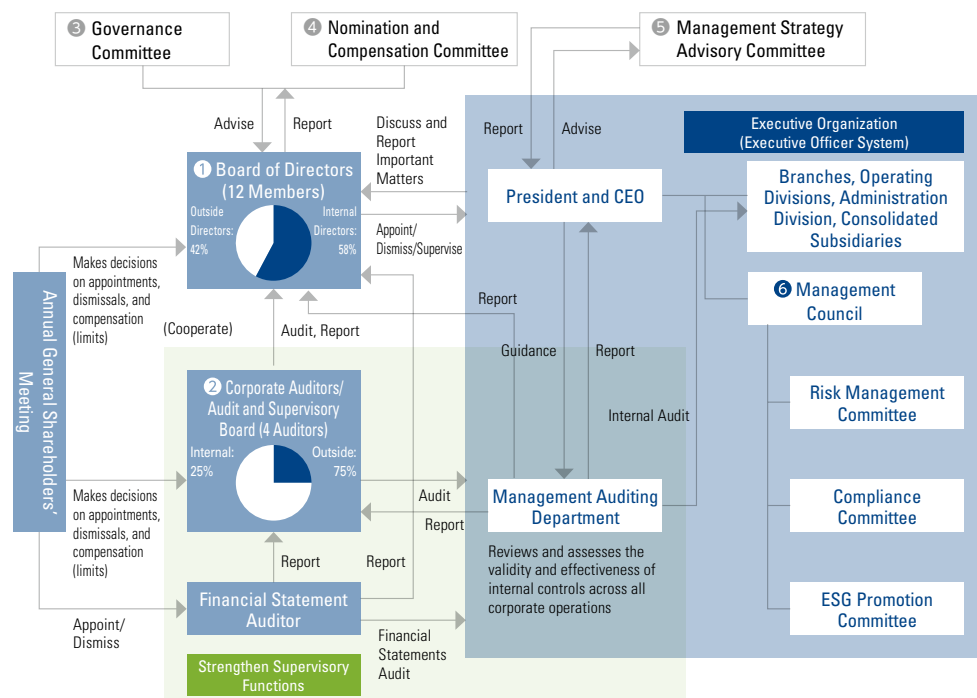 ❸ Governance
Committee
❹ Nomination and
Compensation Committee
❺ Management Strategy
Advisory Committee
Advise
Report
Discuss and
Report
Important
Matters
Report
Advise
Executive Organization
(Executive Officer System)
❶ Board of Directors
(12 Members)
Outside
Directors:
42%
Internal
Directors:
58%
President and CEO
Branches, Operating
Divisions, Administration
Division, Consolidated
Subsidiaries
Appoint/
Dismiss/Supervise
Makes decisions
on appointments,
dismissals, and
compensation
(limits)
Annual General Shareholders'
Meeting
❻ Management
Council
Report
(Cooperate)
Audit, Report
Guidance
Report
❷ Corporate Auditors/
Audit and Supervisory
Board (4 Auditors)
Internal:
25%
Outside:
75%
Risk Management
Committee
Internal Audit
Makes decisions
on appointments,
dismissals, and
compensation
(limits)
Audit
Report
Management Auditing
Department
Compliance
Committee
Reviews and assesses the
validity and effectiveness of
internal controls across all
corporate operations
Report
Report
Financial Statement
Auditor
ESG Promotion
Committee
Appoint/
Dismiss
Financial
Statements
Audit
Strengthen Supervisory
Functions